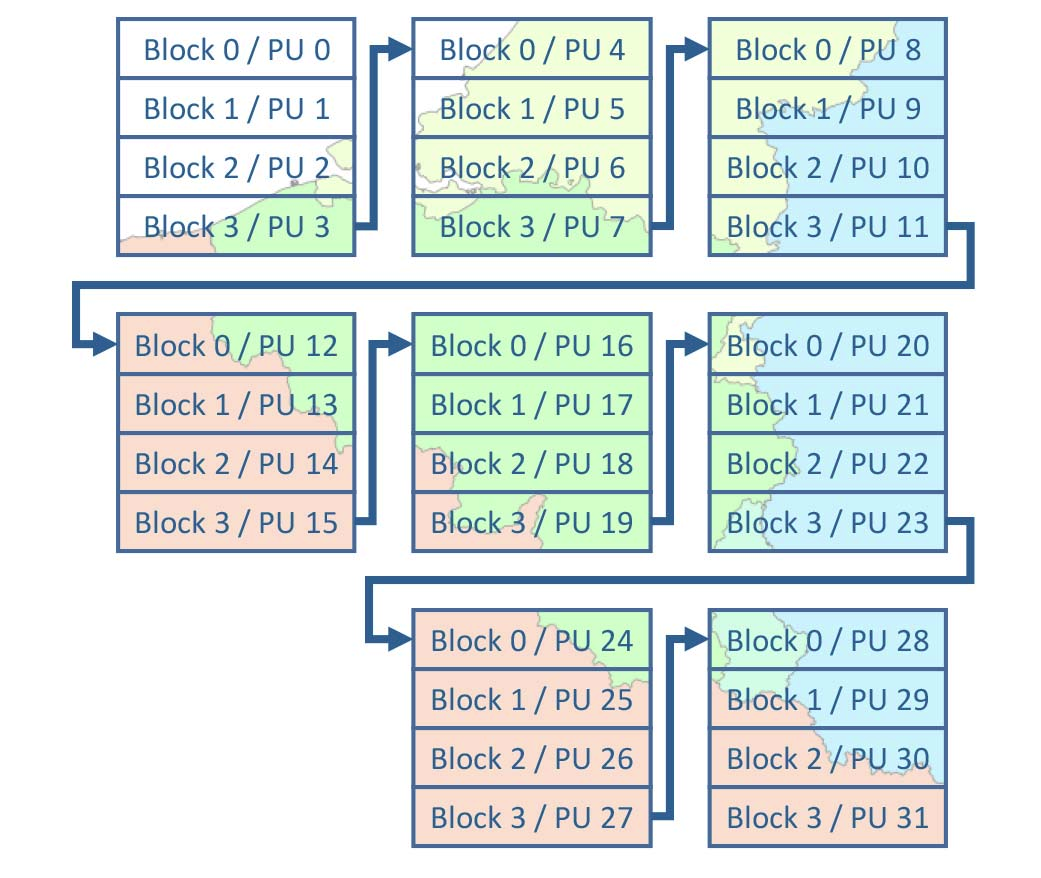 Block 0 / PU 0
Block 1 / PU 1
Block 2 / PU 2
Block 3 / PU 3
Block 0 / PU 4
Block 1 / PU 5
Block 2 / PU 6
Block 3 / PU 7
Block 0 / PU 8
Block 1 / PU 9
Block 2 / PU 10
Block 3 / PU 11
Block 0 / PU 12
Block 1 / PU 13
Block 2 / PU 14
Block 3 / PU 15
Block 0 / PU 16
Block 1 / PU 17
Block 2 / PU 18
Block 3 / PU 19
Block 0 / PU 20
Block 1 / PU 21
Block 2 / PU 22
Block 3 / PU 23
Block 0 / PU 24
Block 1 / PU 25
Block 2 / PU 26
Block 3 / PU 27
Block 0 / PU 28
Block 1 / PU 29
Block 2 / PU 30
Block 3 / PU 31